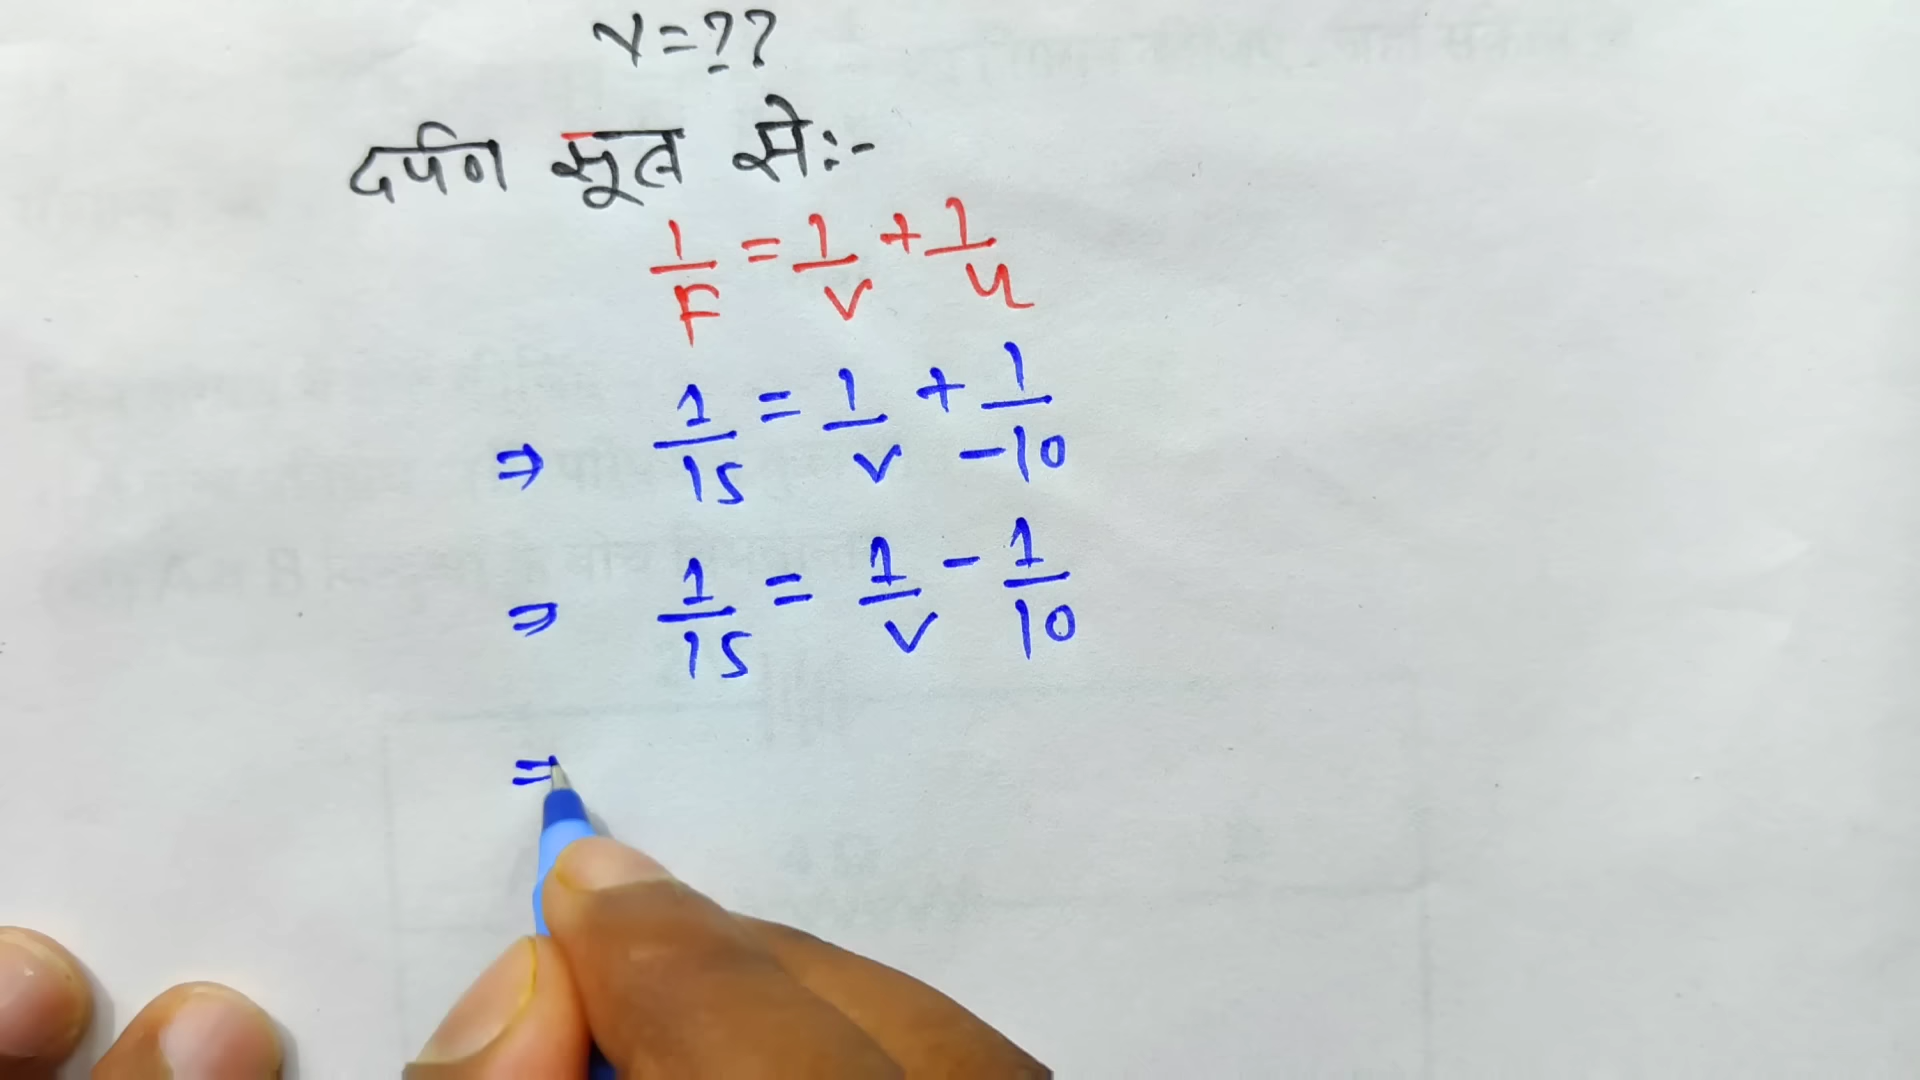 v=??
दर्पण सूत्र से:-
1/F = 1/v + 1/u
⇒ 1/15 = 1/v + 1/-10
⇒ 1/15 = 1/v - 1/10
=